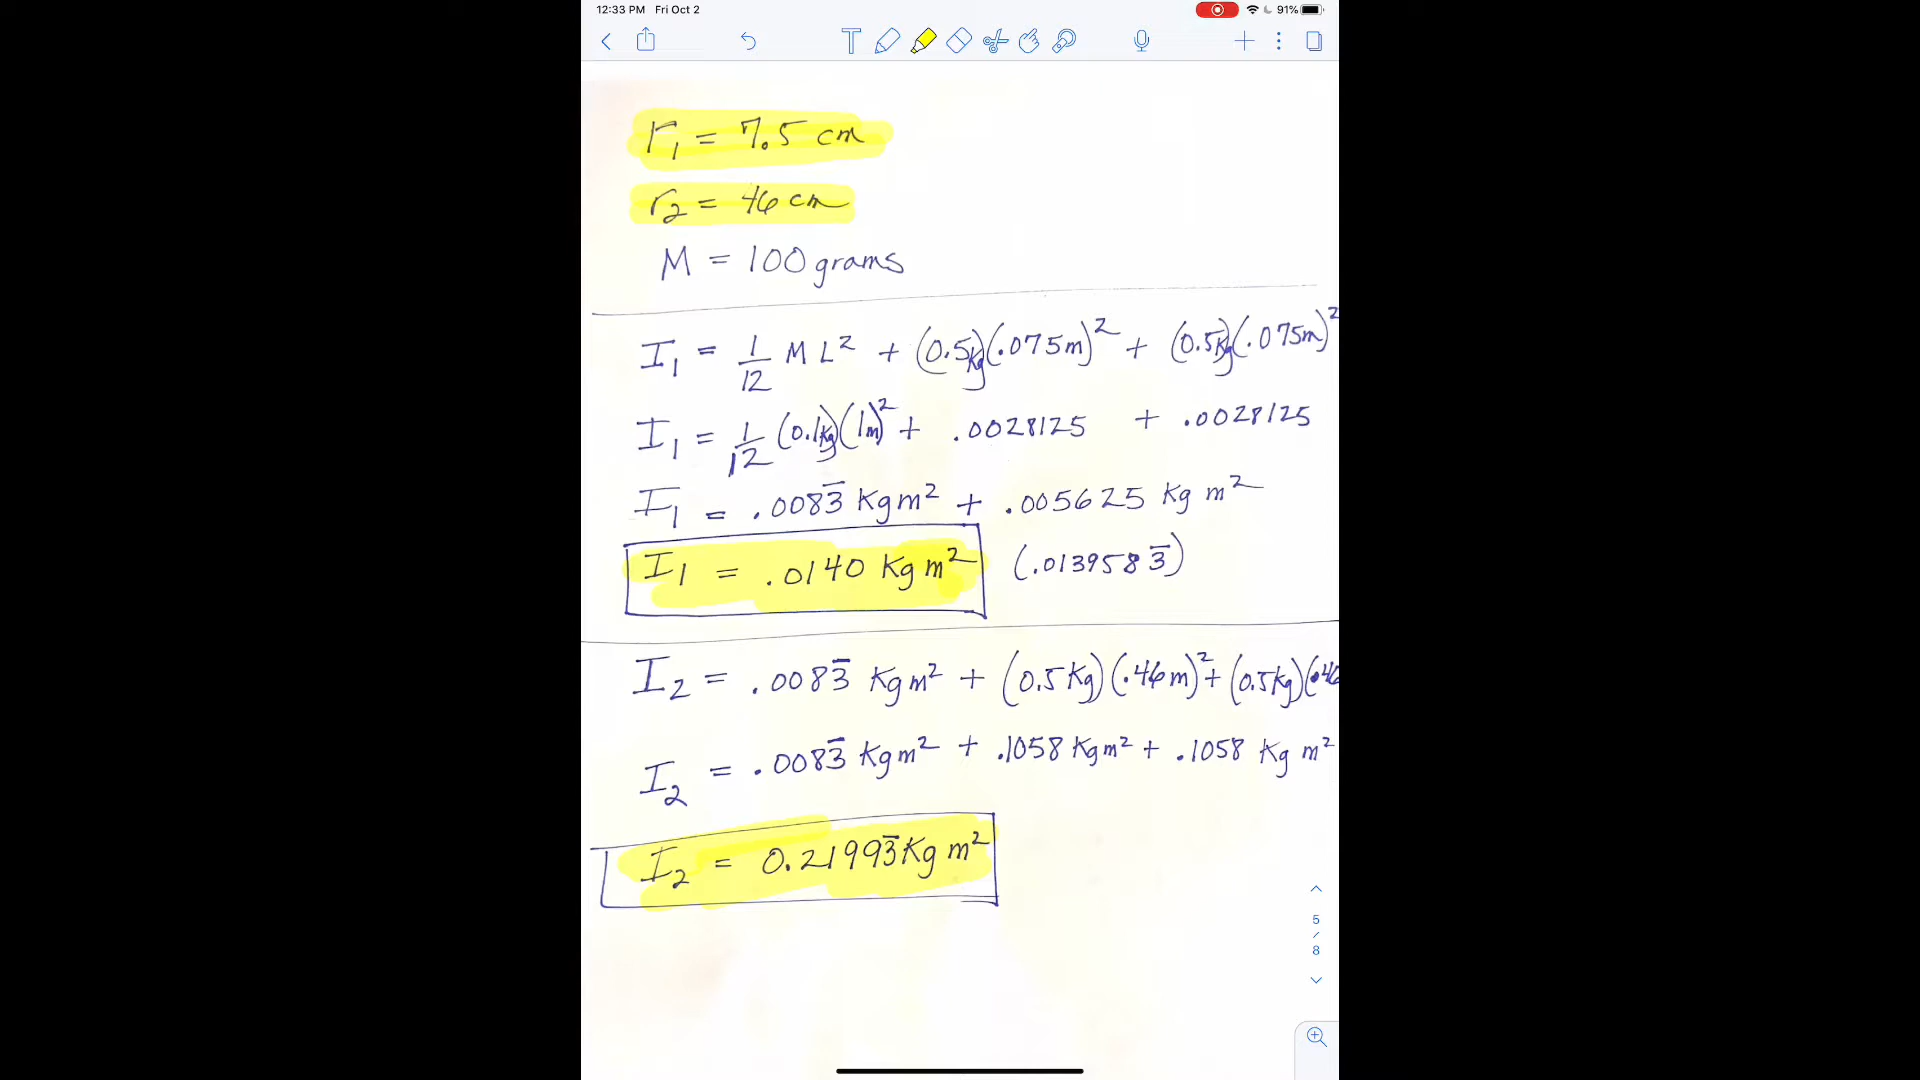 12:33 PM Fri Oct 2 91%
r₁ = 7.5 cm
r₂ = 46 cm
M = 100 grams
I₁ = 1/12 M L² + (0.5kg)(.075m)² + (0.5kg)(.075m)²
I₁ = 1/12 (0.1kg)(1m)² + .0028125 + .0028125
I₁ = .0083̅ Kgm² + .005625 Kg m²
I₁ = .0140 Kg m² (.0139583̅)
I₂ = .0083̅ Kgm² + (0.5Kg)(.46m)² + (0.5Kg)(.46
I₂ = .0083̅ Kgm² + .1058 Kgm² + .1058 Kg m²
I₂ = 0.21993̅ Kg m²
5
/
8